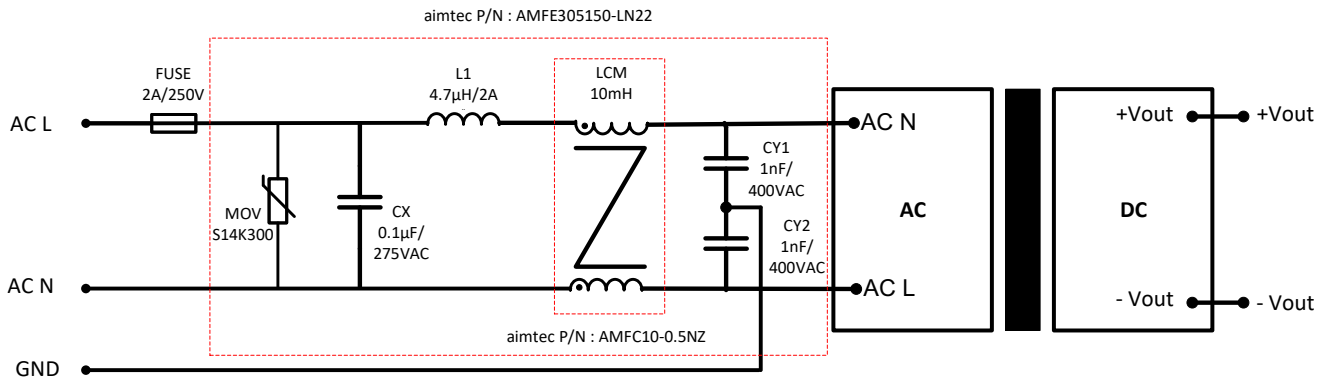 aimtec P/N : AMFE305150-LN22
FUSE
2A/250V
L1
4.7µH/2A
LCM
10mH
AC L
AC N
+Vout
+Vout
CY1
1nF/
400VAC
MOV
S14K300
CX
0.1µF/
275VAC
AC
DC
CY2
1nF/
400VAC
AC N
AC L
- Vout
- Vout
aimtec P/N : AMFC10-0.5NZ
GND